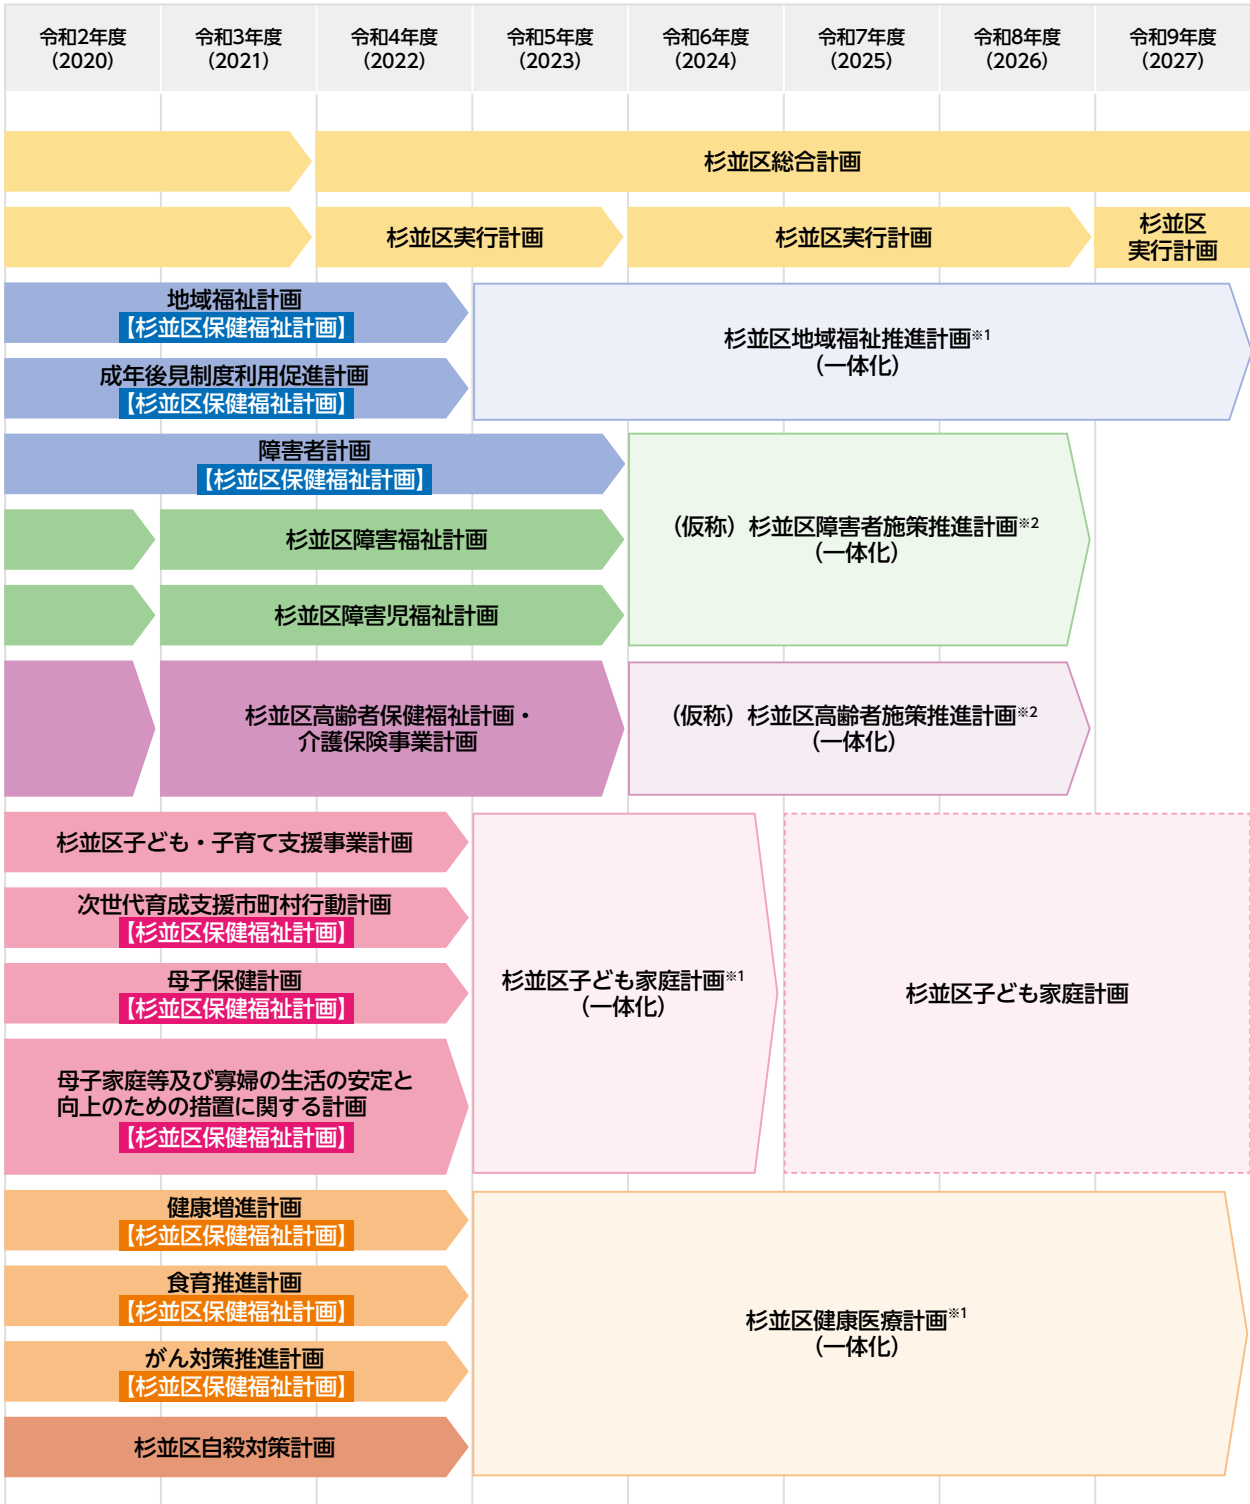 令和2年度 令和3年度 令和4年度 令和5年度 令和6年度 令和7年度 令和8年度 令和9年度
(2020) (2021) (2022) (2023) (2024) (2025) (2026) (2027)
杉並区総合計画
杉並区実行計画
杉並区実行計画
杉並区
実行計画
地域福祉計画
【杉並区保健福祉計画】
成年後見制度利用促進計画
【杉並区保健福祉計画】
杉並区地域福祉推進計画※1
(一体化)
障害者計画
【杉並区保健福祉計画】
杉並区障害福祉計画
杉並区障害児福祉計画
(仮称)杉並区障害者施策推進計画※2
(一体化)
杉並区高齢者保健福祉計画・
介護保険事業計画
(仮称)杉並区高齢者施策推進計画※2
(一体化)
杉並区子ども・子育て支援事業計画
次世代育成支援市町村行動計画
【杉並区保健福祉計画】
母子保健計画
【杉並区保健福祉計画】
母子家庭等及び寡婦の生活の安定と
向上のための措置に関する計画
【杉並区保健福祉計画】
杉並区子ども家庭計画※1
(一体化)
杉並区子ども家庭計画
健康増進計画
【杉並区保健福祉計画】
食育推進計画
【杉並区保健福祉計画】
がん対策推進計画
【杉並区保健福祉計画】
杉並区自殺対策計画
杉並区健康医療計画※1
(一体化)